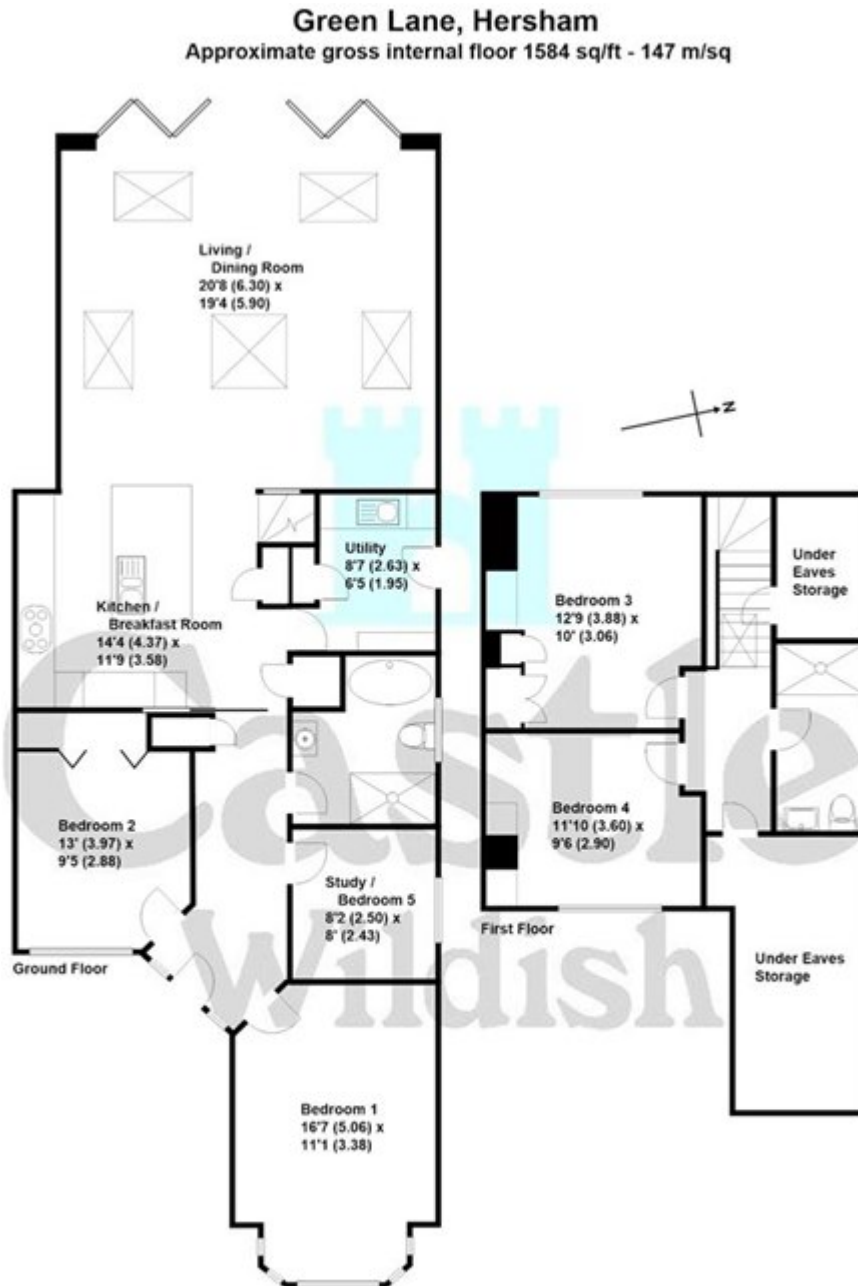 Green Lane, Hersham
Approximate gross internal floor 1584 sq/ft - 147 m/sq
Living /
Dining Room
20'8 (6.30) x
19'4 (5.90)
N
Utility
8'7 (2.63) x
6'5 (1.95)
Kitchen /
Breakfast Room
14'4 (4.37) x
11'9 (3.58)
Bedroom 3
12'9 (3.88) x
10' (3.06)
Under
Eaves
Storage
Castle
Wildish
Bedroom 2
13' (3.97) x
9'5 (2.88)
Study /
Bedroom 5
8'2 (2.50) x
8' (2.43)
Bedroom 4
11'10 (3.60) x
9'6 (2.90)
Ground Floor
First Floor
Under Eaves
Storage
Bedroom 1
16'7 (5.06) x
11'1 (3.38)